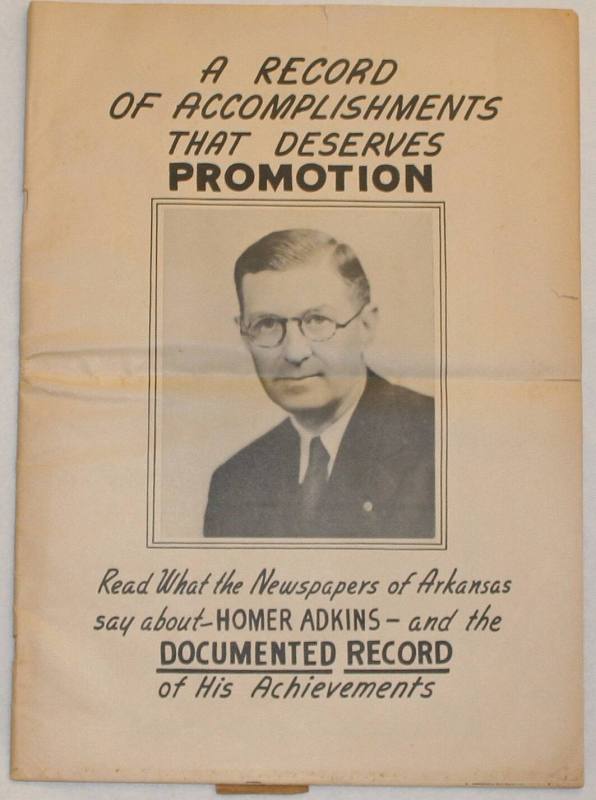 A RECORD
OF ACCOMPLISHMENTS
THAT DESERVES
PROMOTION
Read What the Newspapers of Arkansas
say about-HOMER ADKINS- and the
DOCUMENTED RECORD
of His Achievements